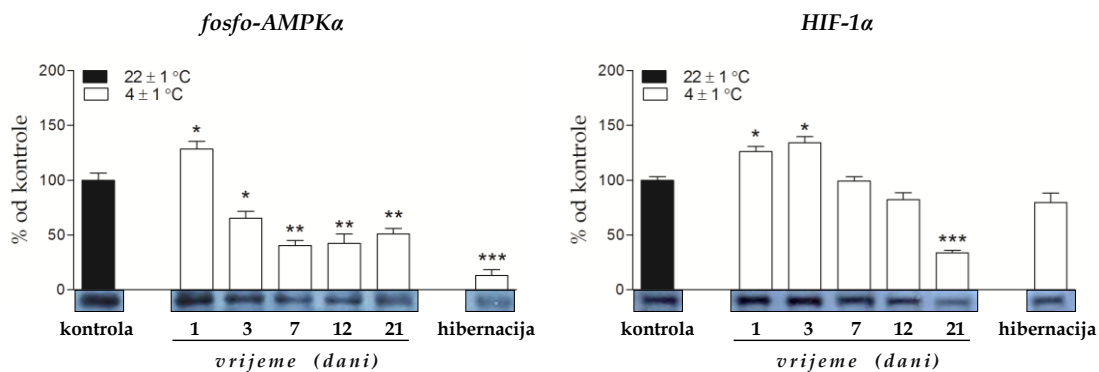 fosfo-AMPKα
200
150
100
50
0
% od kontrole
22 ± 1 °C
4 ± 1 °C
*
*
**
**
**
***
kontrola
1 3 7 12 21
hibernacija
vrijeme (dani)
HIF-1α
200
150
100
50
0
% od kontrole
22 ± 1 °C
4 ± 1 °C
*
*
***
kontrola
1 3 7 12 21
hibernacija
vrijeme (dani)